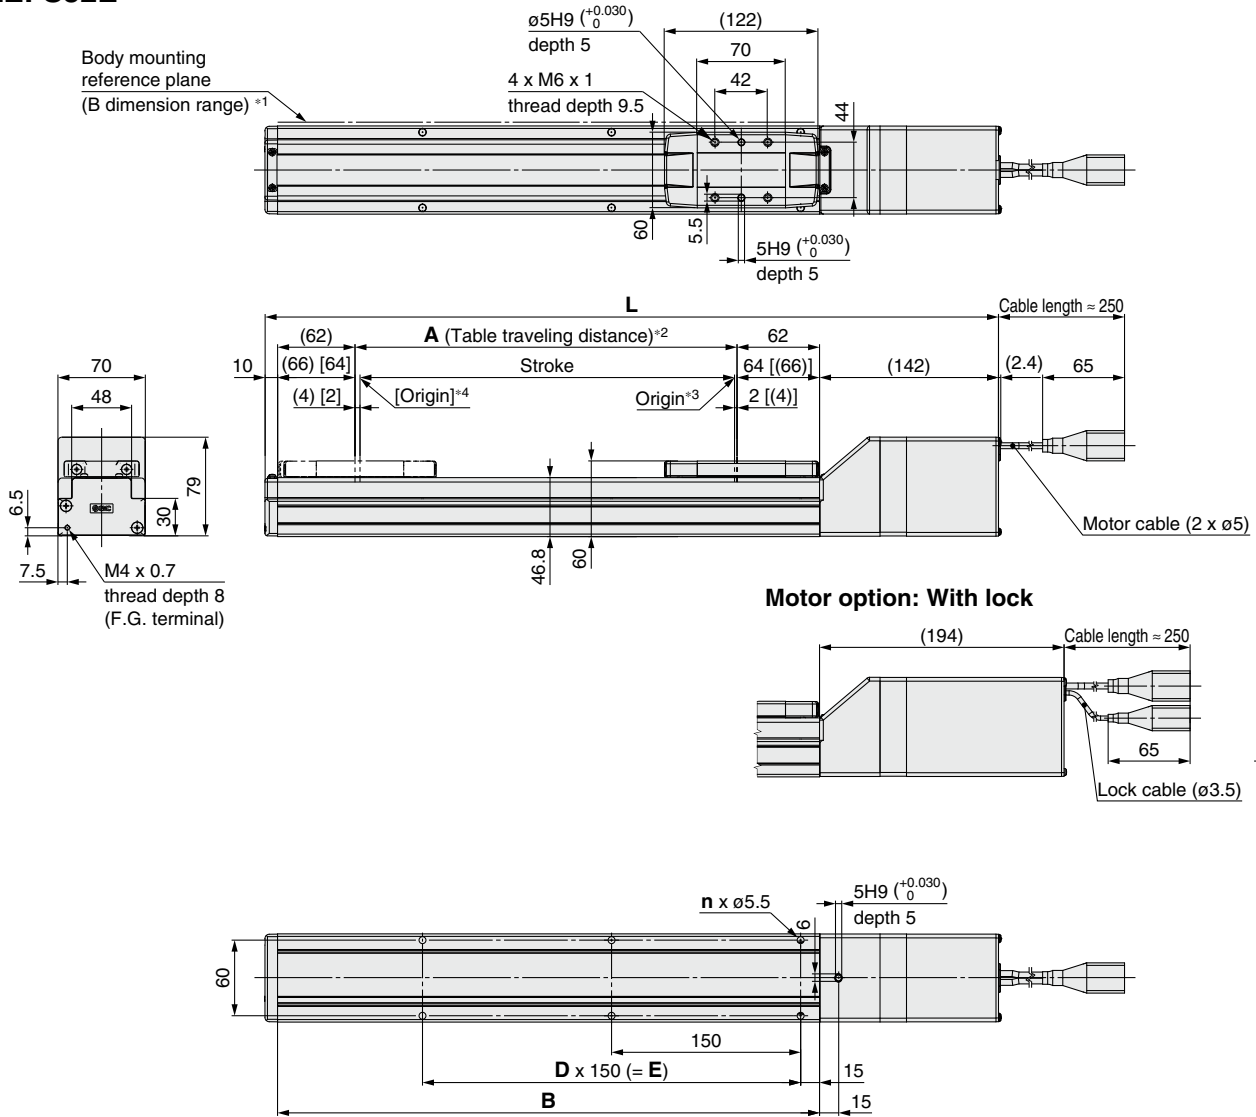 ø5H9 (+0.030 0)
depth 5
(122)
70
42
Body mounting
reference plane
(B dimension range) *1
4 x M6 x 1
thread depth 9.5
44
60
5.5
5H9 (+0.030 0)
depth 5
L
Cable length ≈ 250
(62)
A (Table traveling distance)*2
62
10
(66) [64]
Stroke
64 [(66)]
(142)
(2.4)
65
(4) [2]
[Origin]*4
Origin*3
2 [(4)]
70
48
79
30
6.5
7.5
M4 x 0.7
thread depth 8
(F.G. terminal)
46.8
60
Motor cable (2 x ø5)
Motor option: With lock
(194)
Cable length ≈ 250
65
Lock cable (ø3.5)
n x ø5.5
6
5H9 (+0.030 0)
depth 5
60
150
D x 150 (= E)
15
B
15